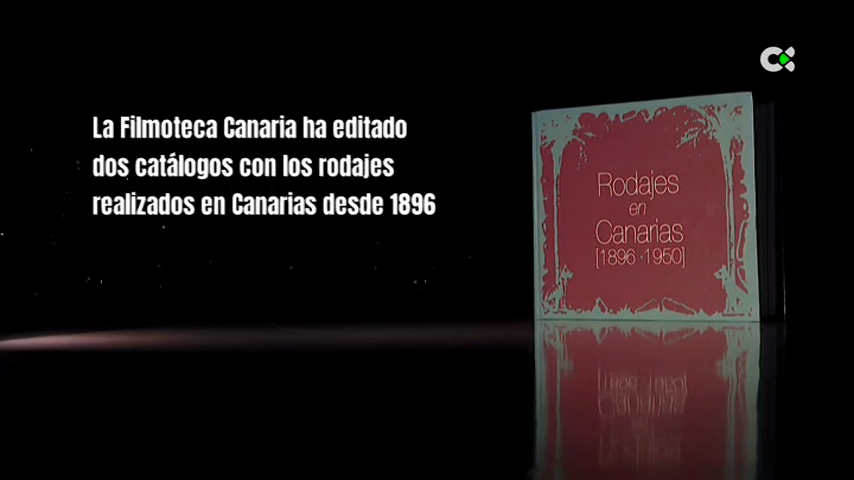 La Filmoteca Canaria ha editado
dos catálogos con los rodajes
realizados en Canarias desde 1896
Rodajes
en
Canarias
[1896 · 1950]